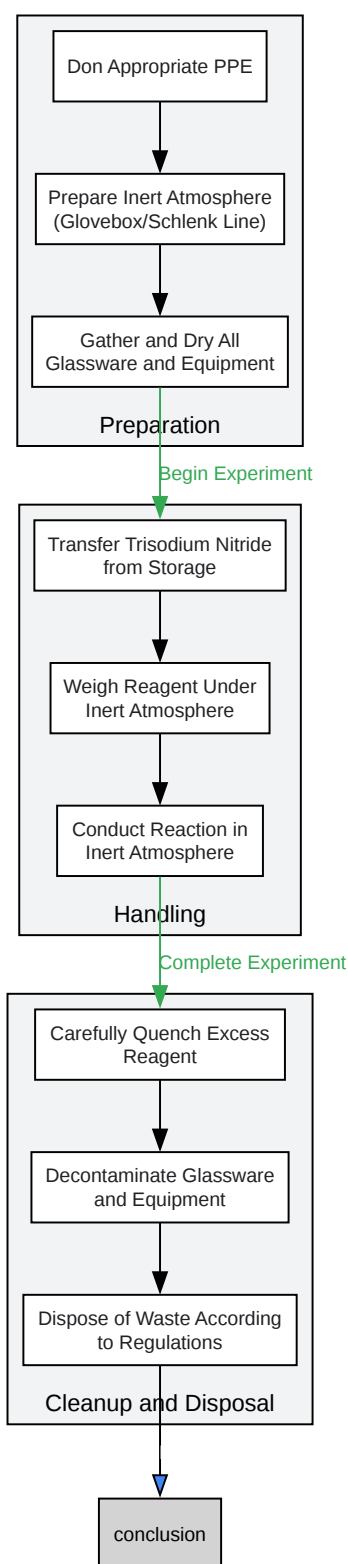 Don Appropriate PPE
Prepare Inert Atmosphere
(Glovebox/Schlenk Line)
Gather and Dry All
Glassware and Equipment
Preparation
Begin Experiment
Transfer Trisodium Nitride
from Storage
Weigh Reagent Under
Inert Atmosphere
Conduct Reaction in
Inert Atmosphere
Handling
Complete Experiment
Carefully Quench Excess
Reagent
Decontaminate Glassware
and Equipment
Dispose of Waste According
to Regulations
Cleanup and Disposal
conclusion